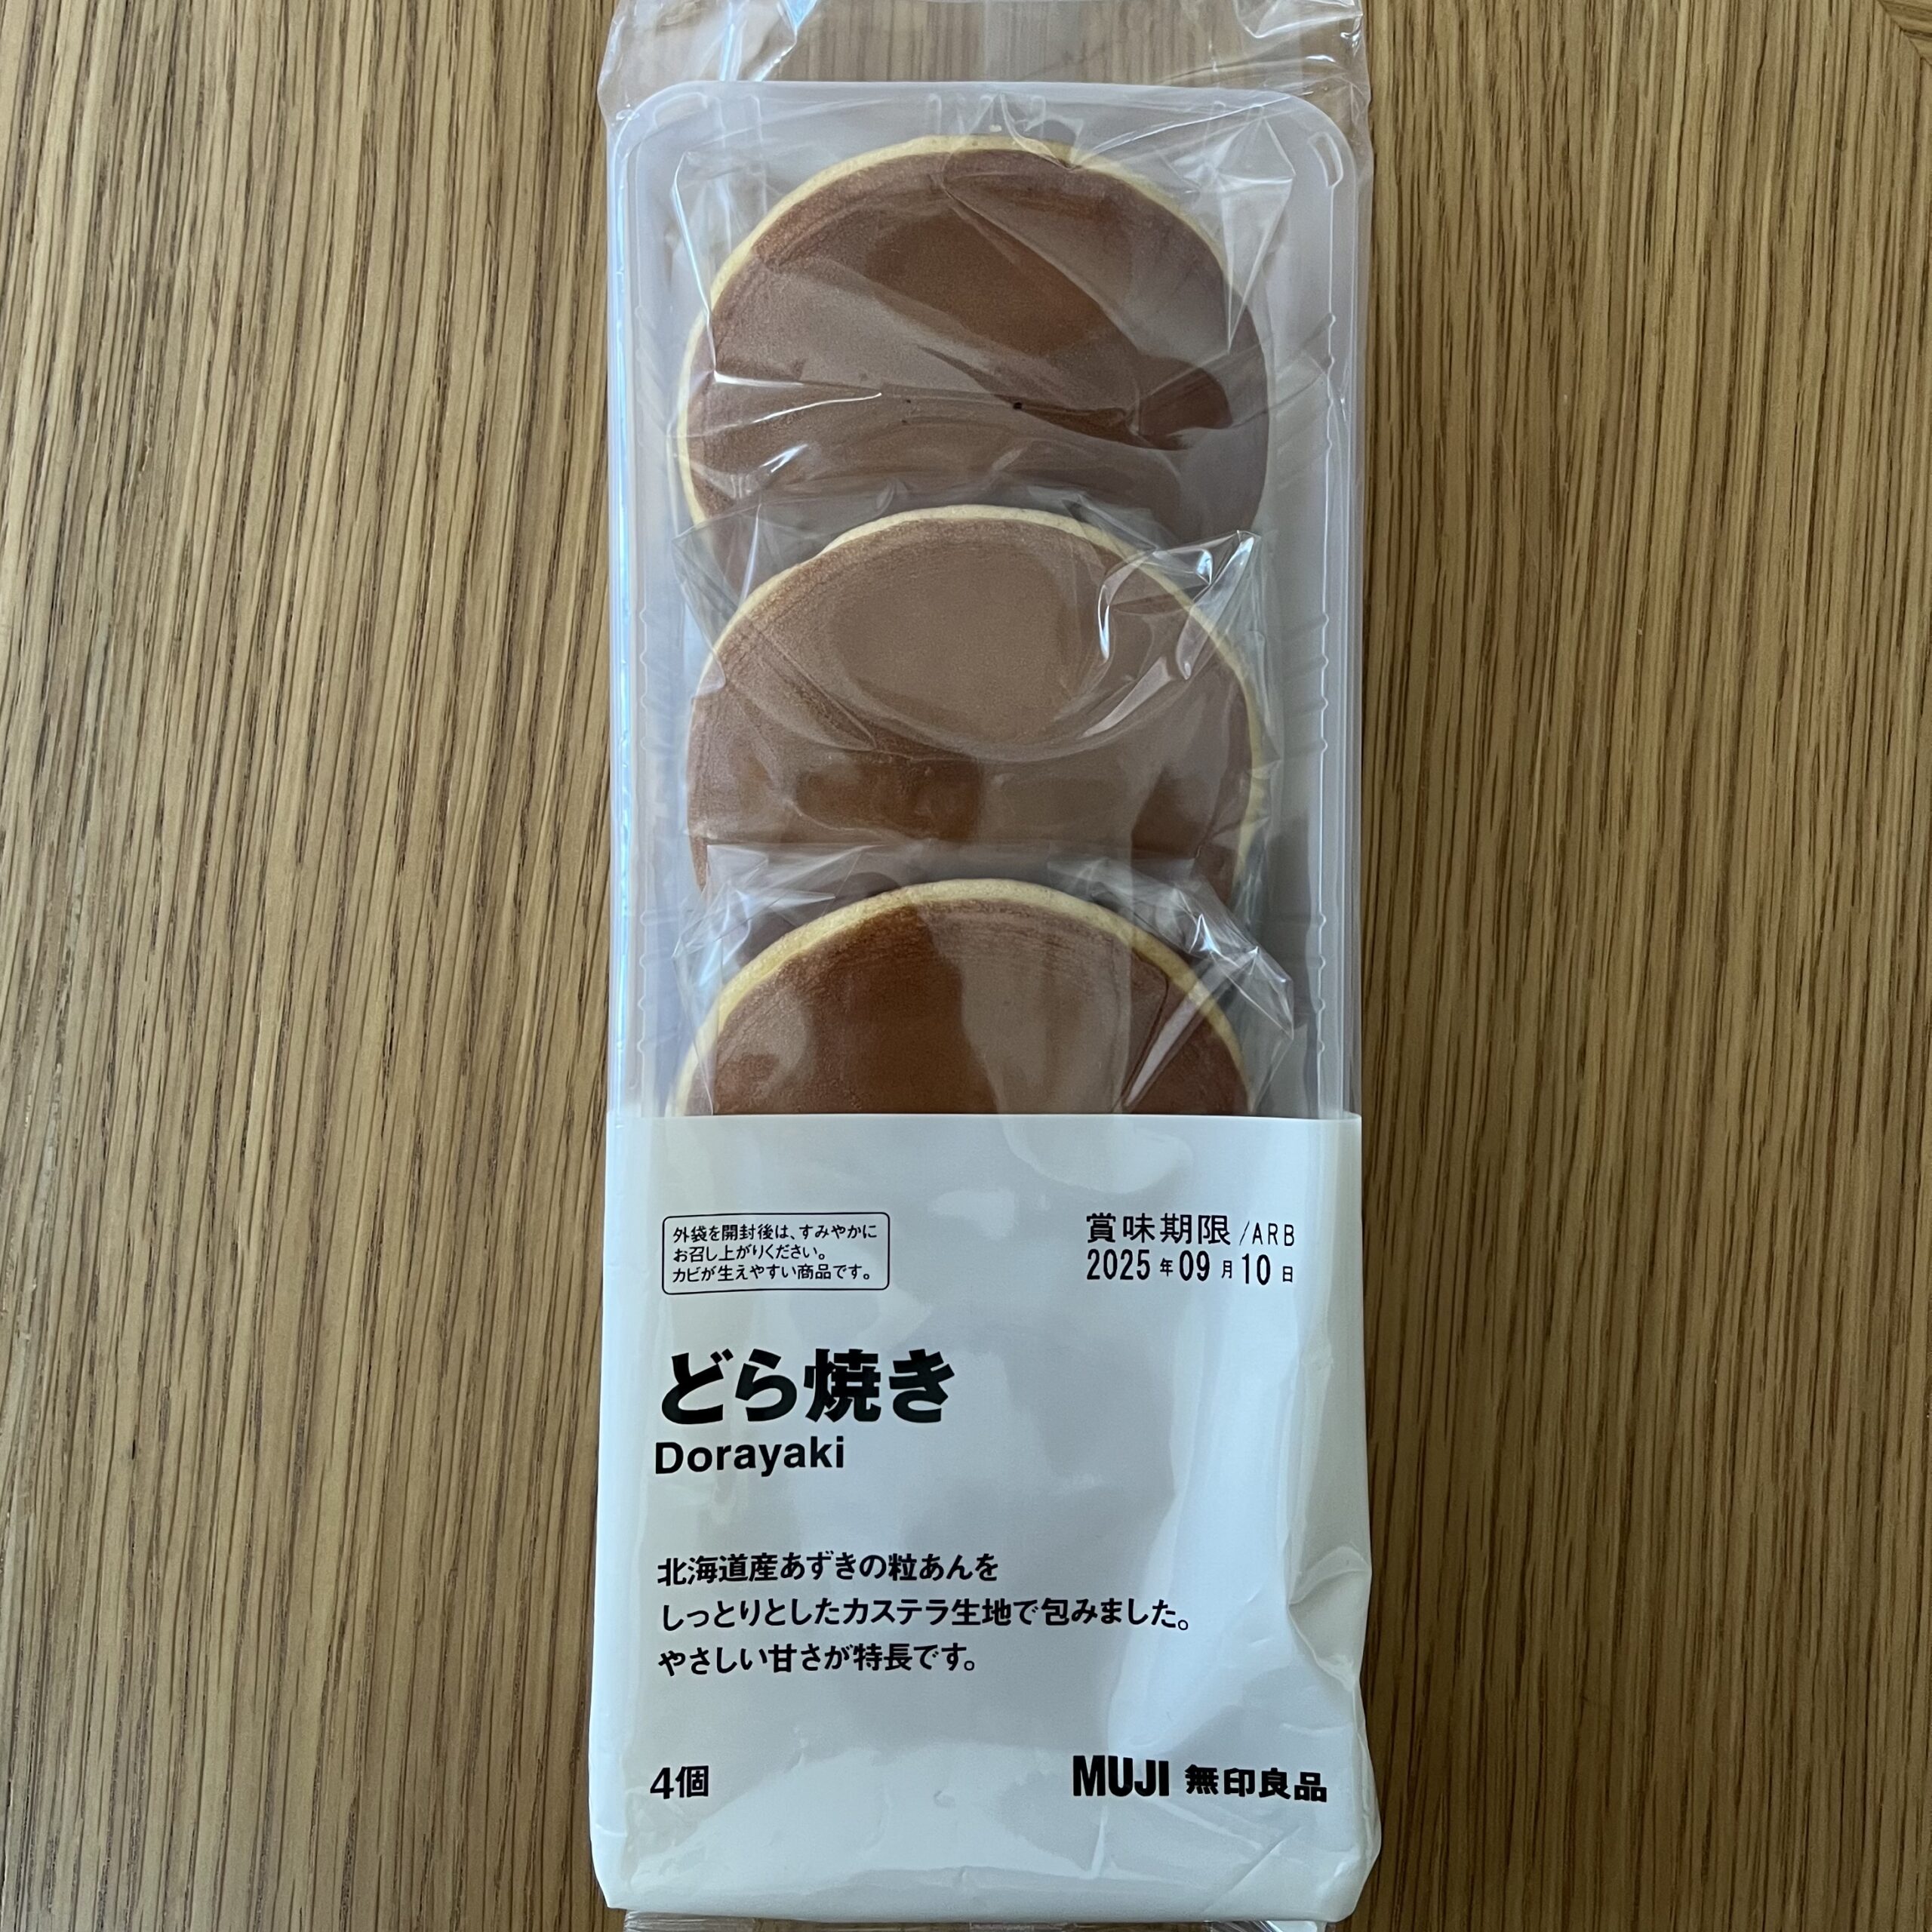 外袋を開封後は、すみやかに
お召し上がりください。
カビが生えやすい商品です。
賞味期限/ARB
2025年09月10日
どら焼き
Dorayaki
北海道産あずきの粒あんを
しっとりとしたカステラ生地で包みました。
やさしい甘さが特長です。
4個
MUJI 無印良品